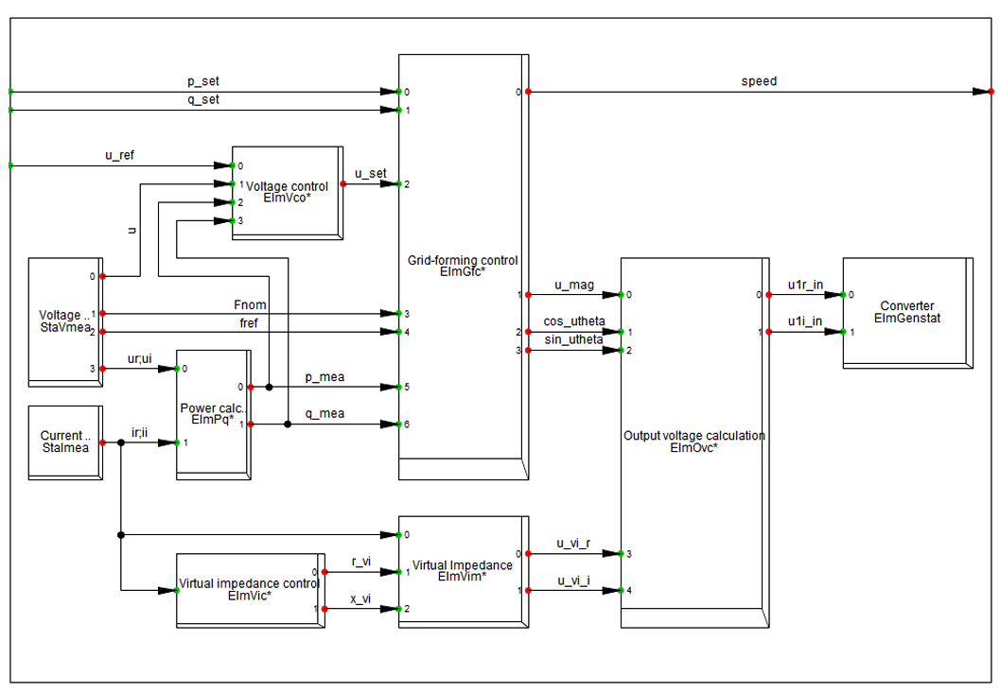 p_set
0
0
speed
q_set
1
u_ref
0
1
Voltage control
ElmVco*
2
3
u_set
2
u
Grid-forming control
ElmGfc*
0
Voltage ..
StaVmea
1
2
3
Fnom
3
fref
4
ur;ui
0
Power calc..
ElmPq*
0
1
1
p_mea
5
q_mea
6
Current ..
StaImea
ir;ii
1
2
3
u_mag
0
cos_utheta
1
sin_utheta
2
Output voltage calculation
ElmOvc*
0
1
u1r_in
0
u1i_in
1
Converter
ElmGenstat
0
Virtual Impedance
ElmVim*
1
2
0
1
u_vi_r
3
u_vi_i
4
Virtual impedance control
ElmVic*
0
1
r_vi
x_vi